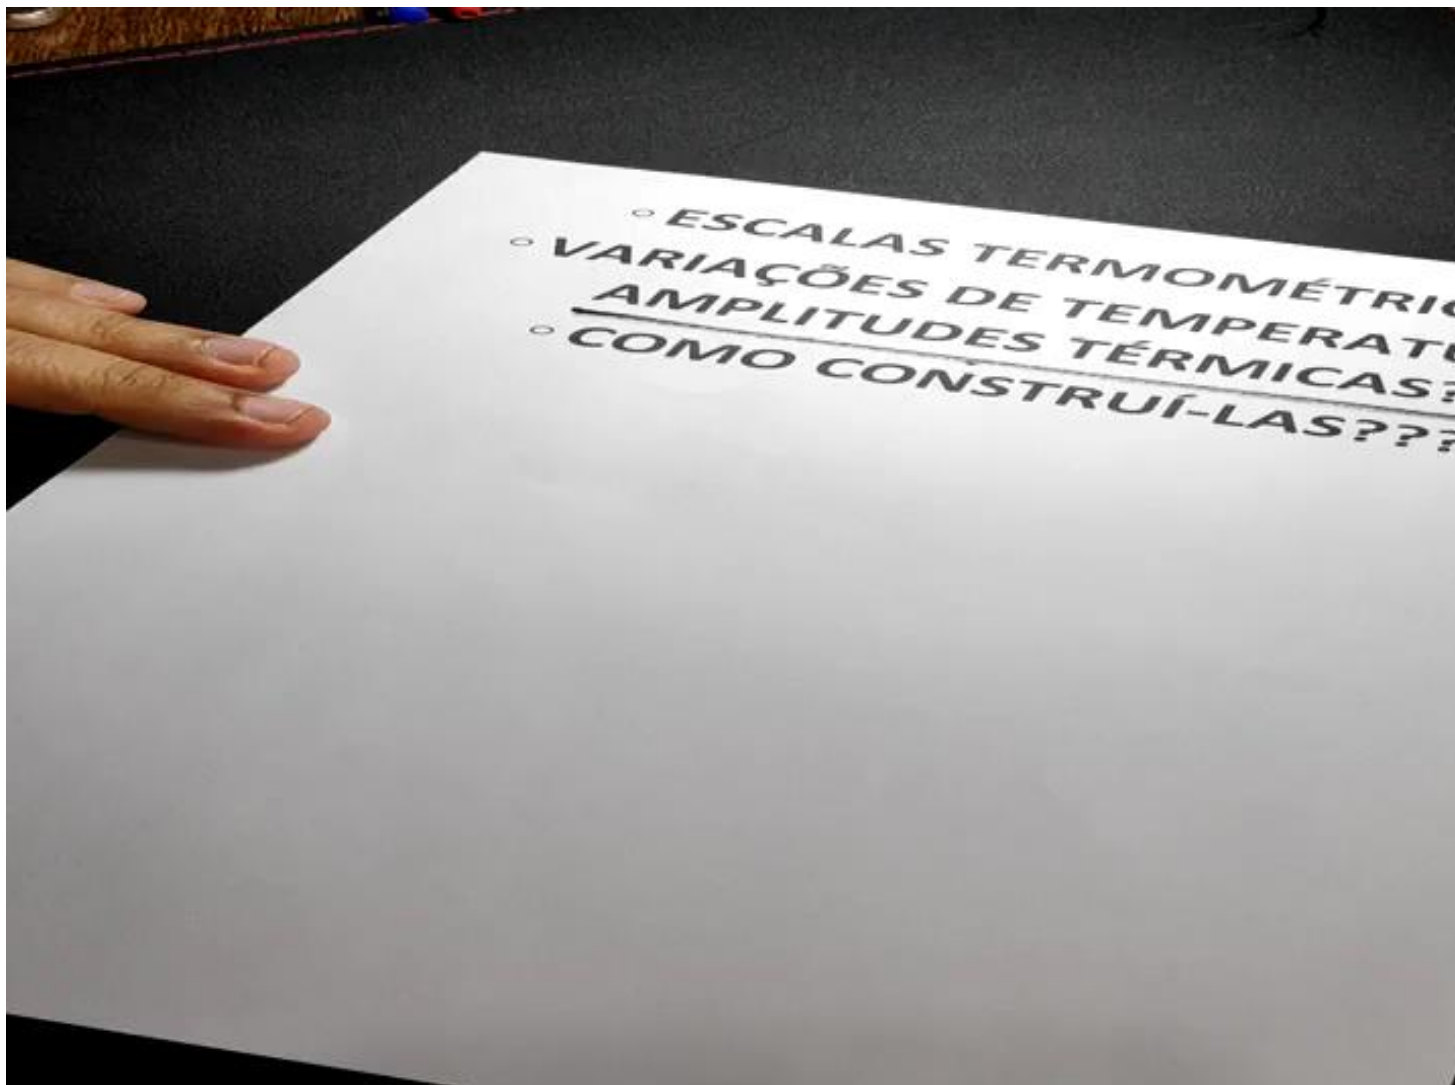 ◦ ESCALAS TERMOMÉTRIC
◦ VARIAÇÕES DE TEMPERATU
AMPLITUDES TÉRMICAS?
◦ COMO CONSTRUÍ-LAS???